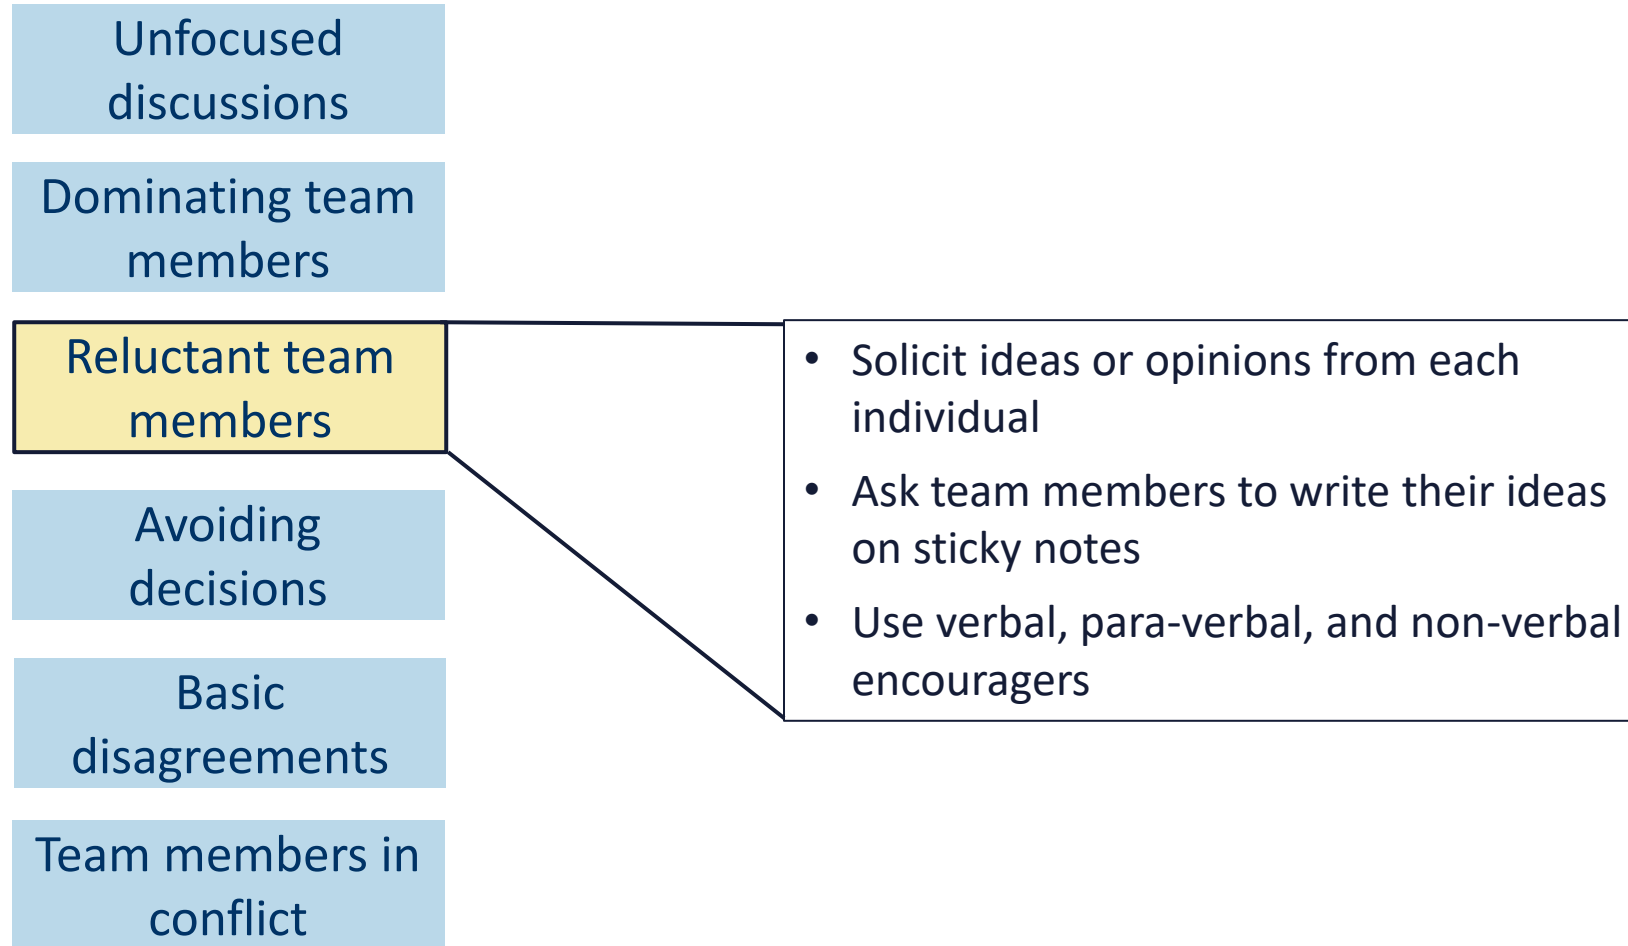 Unfocused
discussions
Dominating team
members
Reluctant team
members
• Solicit ideas or opinions from each
individual
• Ask team members to write their ideas
on sticky notes
• Use verbal, para-verbal, and non-verbal
encouragers
Avoiding
decisions
Basic
disagreements
Team members in
conflict